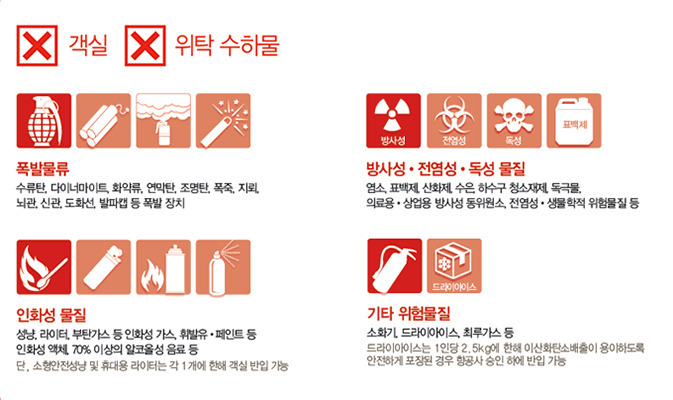 객실 위탁 수하물
폭발물류
수류탄, 다이너마이트, 화약류, 연막탄, 조명탄, 폭죽, 지뢰,
뇌관, 신관, 도화선, 발파캡 등 폭발 장치
방사성 전염성 독성 표백제
방사성·전염성·독성 물질
염소, 표백제, 산화제, 수은, 하수구 청소재제, 독극물,
의료용·상업용 방사성 동위원소, 전염성·생물학적 위험물질 등
인화성 물질
성냥, 라이터, 부탄가스 등 인화성 가스, 휘발유·페인트 등
인화성 액체, 70% 이상의 알코올성 음료 등
단, 소형안전성냥 및 휴대용 라이터는 각 1개에 한해 객실 반입 가능
드라이아이스
기타 위험물질
소화기, 드라이아이스, 최루가스 등
드라이아이스는 1인당 2.5kg에 한해 이산화탄소배출이 용이하도록
안전하게 포장된 경우 항공사 승인 하에 반입 가능